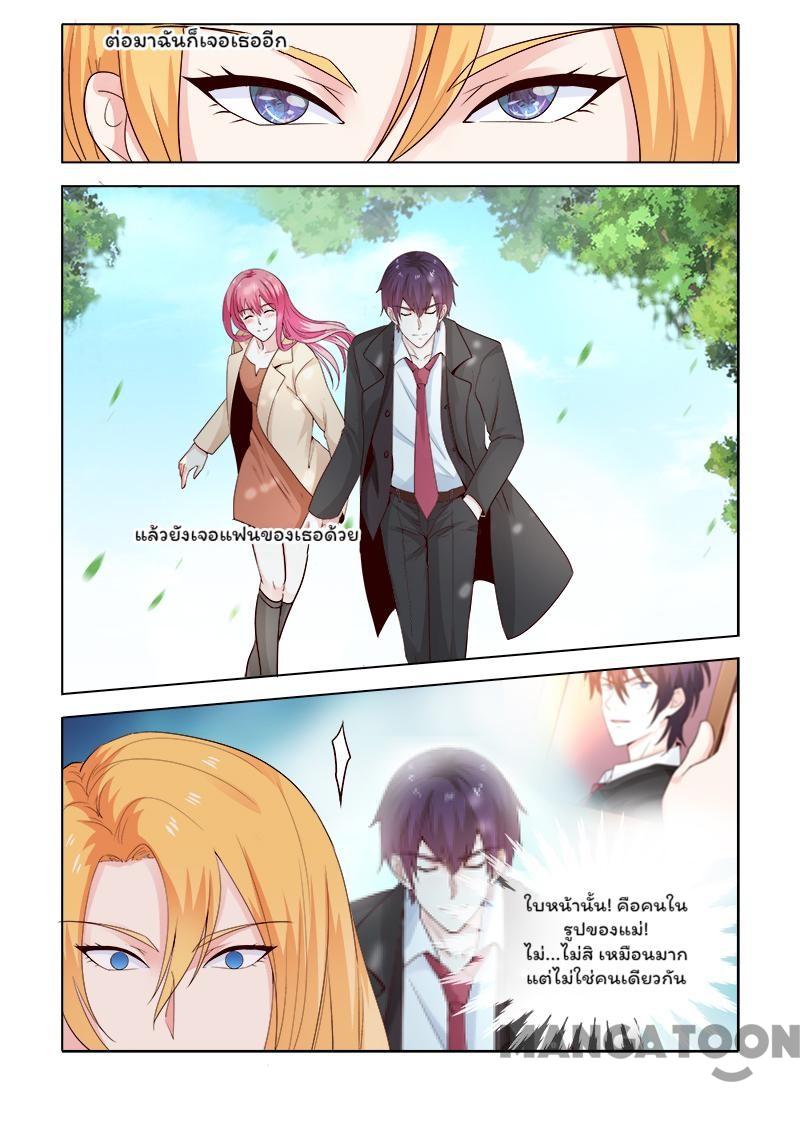 ต่อมาฉันก็เจอเธออีก
แล้วยังเจอแฟนของเธอด้วย
ใบหน้านั้น! คือคนใน
รูปของแม่!
ไม่...ไม่สิ เหมือนมาก
แต่ไม่ใช่คนเดียวกัน
MANGATOON